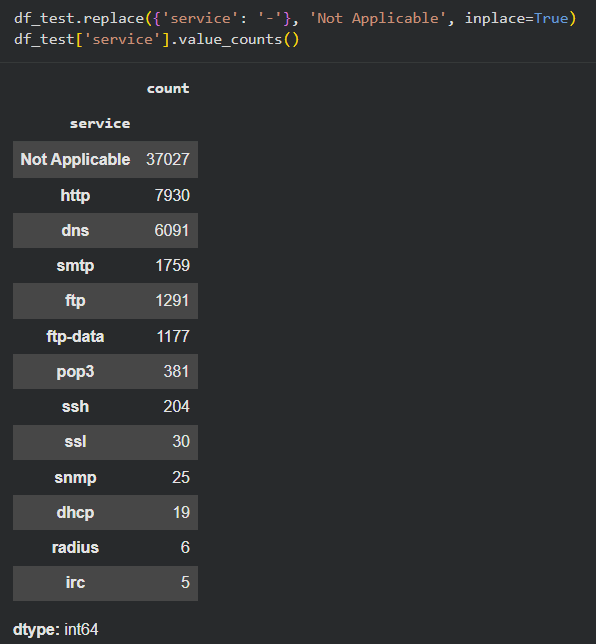 df_test.replace({'service': '-'}, 'Not Applicable', inplace=True)
df_test['service'].value_counts()
count
service
Not Applicable 37027
http 7930
dns 6091
smtp 1759
ftp 1291
ftp-data 1177
pop3 381
ssh 204
ssl 30
snmp 25
dhcp 19
radius 6
irc 5
dtype: int64